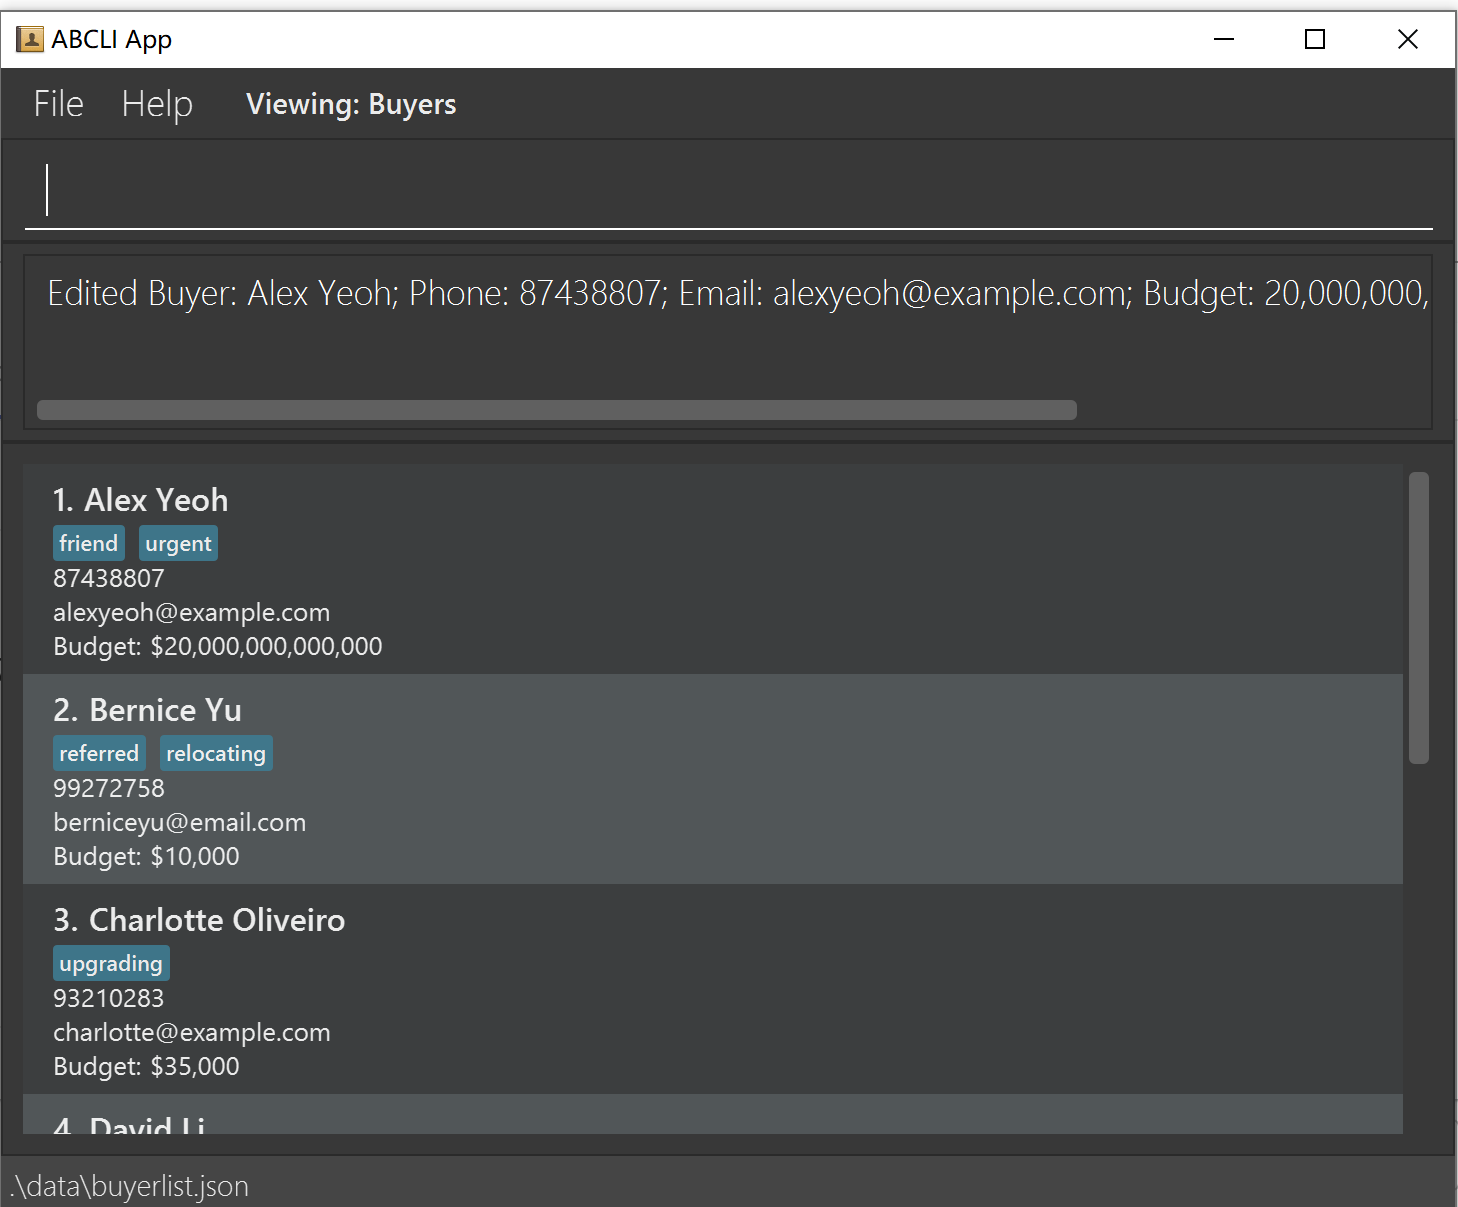 ABCLI App
File Help Viewing: Buyers
Edited Buyer: Alex Yeoh; Phone: 87438807; Email: alexyeoh@example.com; Budget: 20,000,000,
1. Alex Yeoh
friend urgent
87438807
alexyeoh@example.com
Budget: $20,000,000,000,000
2. Bernice Yu
referred relocating
99272758
berniceyu@email.com
Budget: $10,000
3. Charlotte Oliveiro
upgrading
93210283
charlotte@example.com
Budget: $35,000
4. David Li
.\data\buyerlist.json